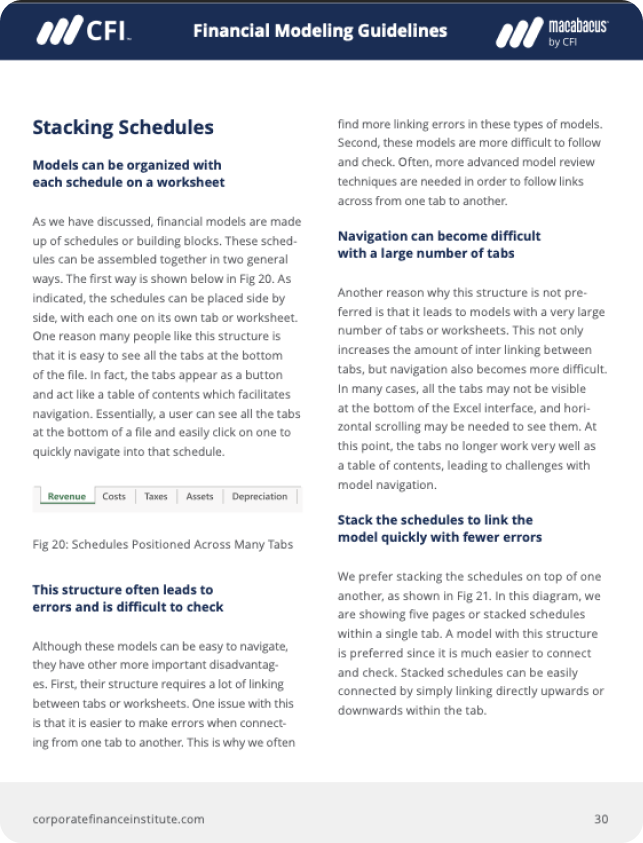 CFI™
Financial Modeling Guidelines
macabacus®
by CFI
Stacking Schedules
Models can be organized with
each schedule on a worksheet
As we have discussed, financial models are made
up of schedules or building blocks. These sched-
ules can be assembled together in two general
ways. The first way is shown below in Fig 20. As
indicated, the schedules can be placed side by
side, with each one on its own tab or worksheet.
One reason many people like this structure is
that it is easy to see all the tabs at the bottom
of the file. In fact, the tabs appear as a button
and act like a table of contents which facilitates
navigation. Essentially, a user can see all the tabs
at the bottom of a file and easily click on one to
quickly navigate into that schedule.
Revenue Costs Taxes Assets Depreciation
Fig 20: Schedules Positioned Across Many Tabs
This structure often leads to
errors and is difficult to check
Although these models can be easy to navigate,
they have other more important disadvantag-
es. First, their structure requires a lot of linking
between tabs or worksheets. One issue with this
is that it is easier to make errors when connect-
ing from one tab to another. This is why we often
find more linking errors in these types of models.
Second, these models are more difficult to follow
and check. Often, more advanced model review
techniques are needed in order to follow links
across from one tab to another.
Navigation can become difficult
with a large number of tabs
Another reason why this structure is not pre-
ferred is that it leads to models with a very large
number of tabs or worksheets. This not only
increases the amount of inter linking between
tabs, but navigation also becomes more difficult.
In many cases, all the tabs may not be visible
at the bottom of the Excel interface, and hori-
zontal scrolling may be needed to see them. At
this point, the tabs no longer work very well as
a table of contents, leading to challenges with
model navigation.
Stack the schedules to link the
model quickly with fewer errors
We prefer stacking the schedules on top of one
another, as shown in Fig 21. In this diagram, we
are showing five pages or stacked schedules
within a single tab. A model with this structure
is preferred since it is much easier to connect
and check. Stacked schedules can be easily
connected by simply linking directly upwards or
downwards within the tab.
corporatefinanceinstitute.com
30